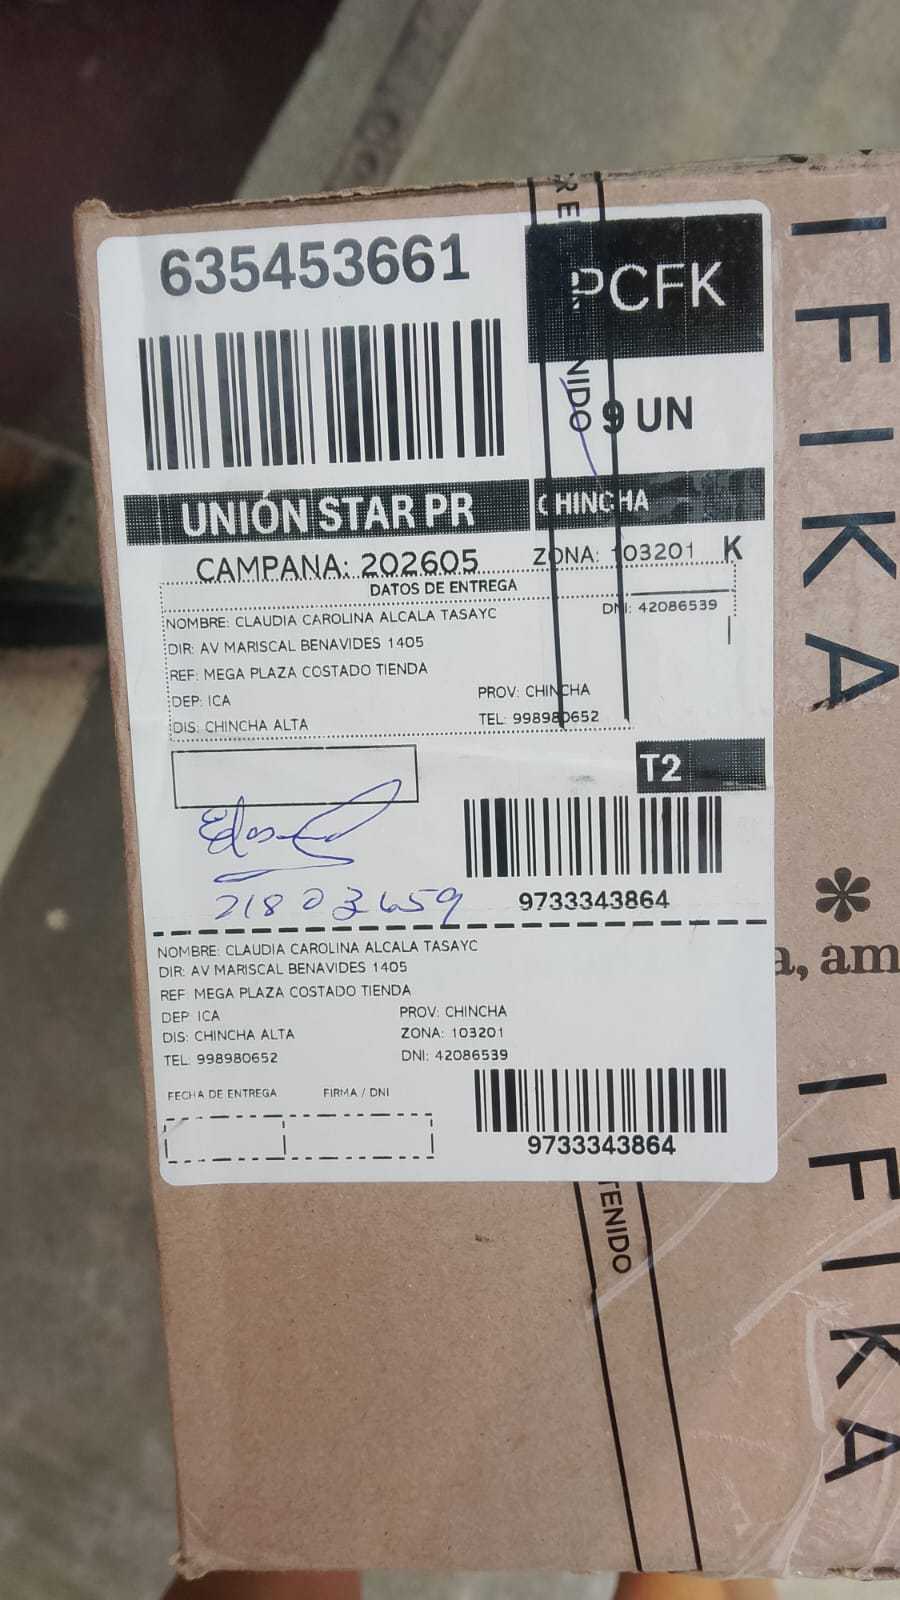 635453661
PCFK
9 UN
UNIÓN STAR PR
CHINCHA
CAMPAÑA: 202605 ZONA: 103201 K
DATOS DE ENTREGA
NOMBRE: CLAUDIA CAROLINA ALCALA TASAYC DNI: 42086539
DIR: AV MARISCAL BENAVIDES 1405
REF: MEGA PLAZA COSTADO TIENDA
DEP: ICA PROV: CHINCHA
DIS: CHINCHA ALTA TEL: 998980652
T2
21803659
9733343864
NOMBRE: CLAUDIA CAROLINA ALCALA TASAYC
DIR: AV MARISCAL BENAVIDES 1405
REF: MEGA PLAZA COSTADO TIENDA
DEP: ICA PROV: CHINCHA
DIS: CHINCHA ALTA ZONA: 103201
TEL: 998980652 DNI: 42086539
FECHA DE ENTREGA FIRMA / DNI
9733343864
TENIDO
IFIKA
a, am
IFIKA